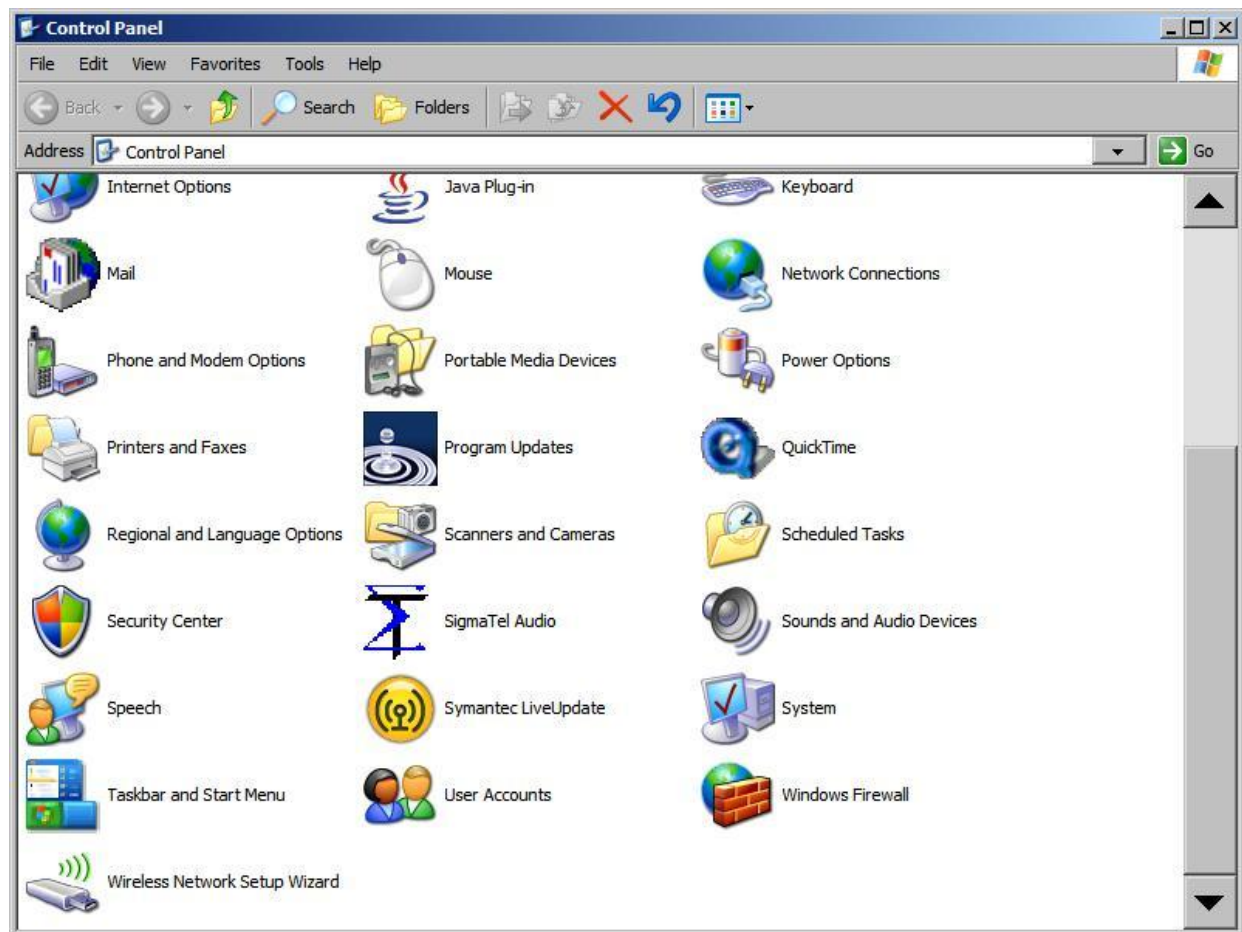 Control Panel
File Edit View Favorites Tools Help
Back Search Folders
Address Control Panel Go
Internet Options Java Plug-in Keyboard
Mail Mouse Network Connections
Phone and Modem Options Portable Media Devices Power Options
Printers and Faxes Program Updates QuickTime
Regional and Language Options Scanners and Cameras Scheduled Tasks
Security Center SigmaTel Audio Sounds and Audio Devices
Speech Symantec LiveUpdate System
Taskbar and Start Menu User Accounts Windows Firewall
Wireless Network Setup Wizard